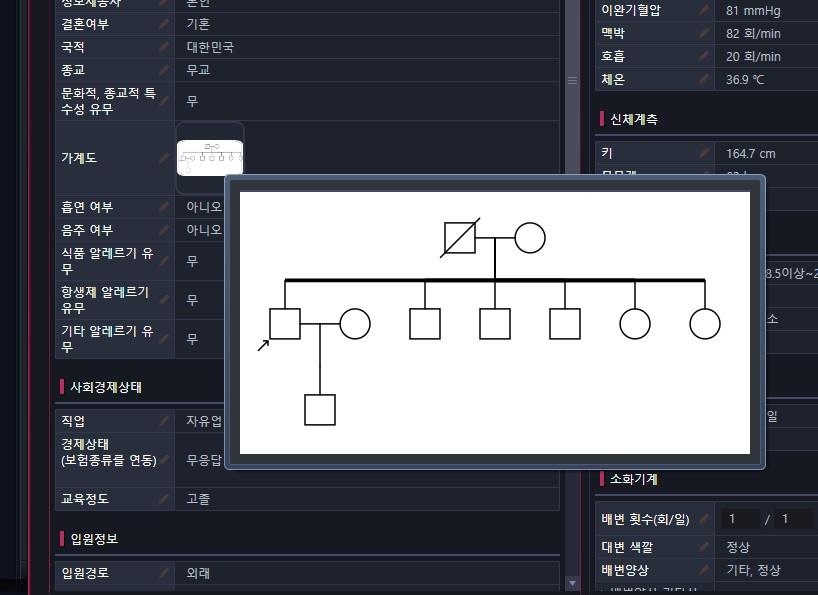 결혼여부 기혼
국적 대한민국
종교 무교
문화적, 종교적 특
수성 유무
무
가계도
흡연 여부 아니오
음주 여부 아니오
식품 알레르기 유
무
무
항생제 알레르기
유무
무
기타 알레르기 유
무
무
사회경제상태
직업 자유업
경제상태
(보험종류를 연동)
무응답
교육정도 고졸
입원정보
입원경로 외래
이완기혈압 81 mmHg
맥박 82 회/min
호흡 20 회/min
체온 36.9 ℃
신체계측
키 164.7 cm
8.5이상~2
소
일
소화기계
배변 횟수(회/일) 1 / 1
대변 색깔 정상
배변양상 기타, 정상